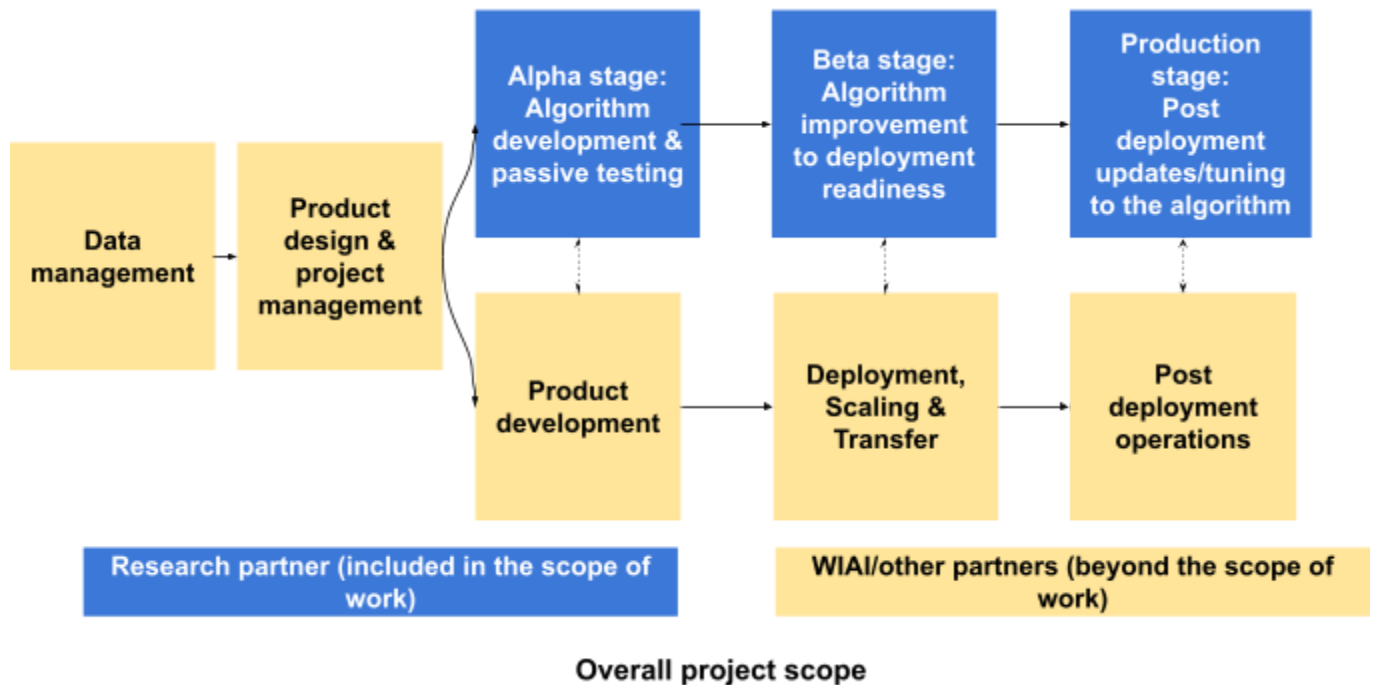 Data
management
Product
design &
project
management
Alpha stage:
Algorithm
development &
passive testing
Beta stage:
Algorithm
improvement
to deployment
readiness
Production
stage:
Post
deployment
updates/tuning
to the algorithm
Product
development
Deployment,
Scaling &
Transfer
Post
deployment
operations
Research partner (included in the scope of
work)
WIAI/other partners (beyond the scope of
work)
Overall project scope